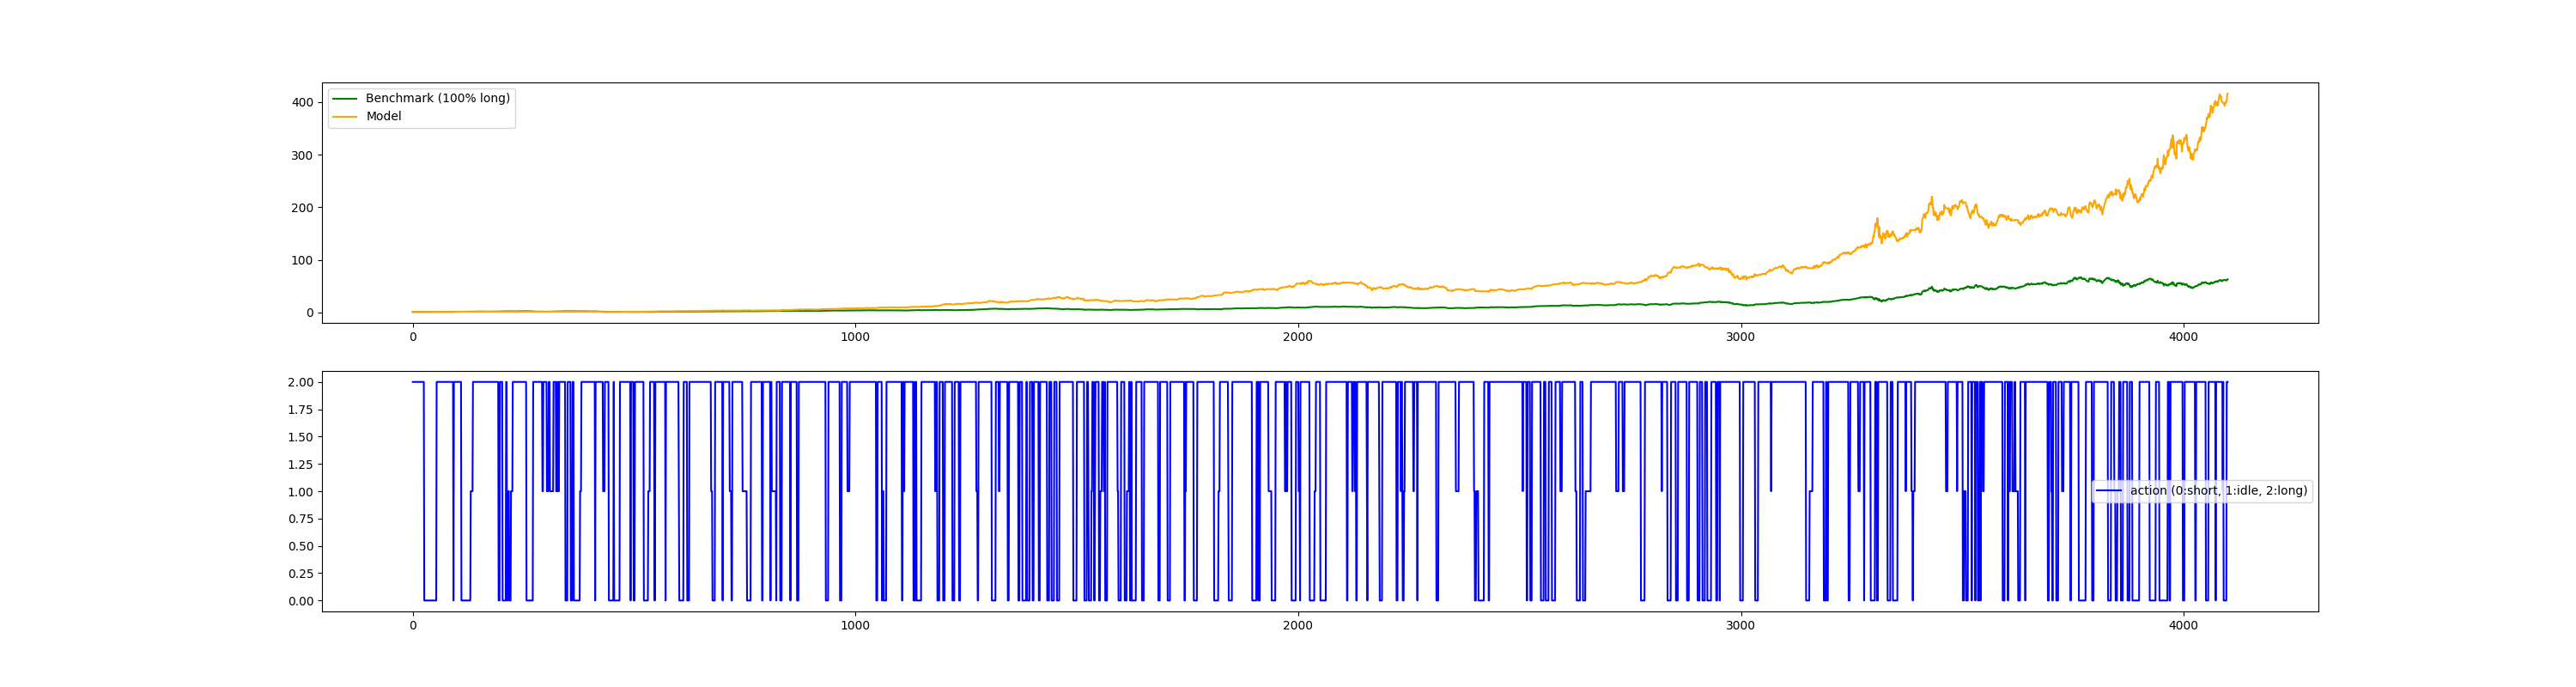 Benchmark (100% long)
Model
400
300
200
100
0
0 1000 2000 3000 4000
2.00
1.75
1.50
1.25
1.00
0.75
0.50
0.25
0.00
action (0:short, 1:idle, 2:long)
0 1000 2000 3000 4000